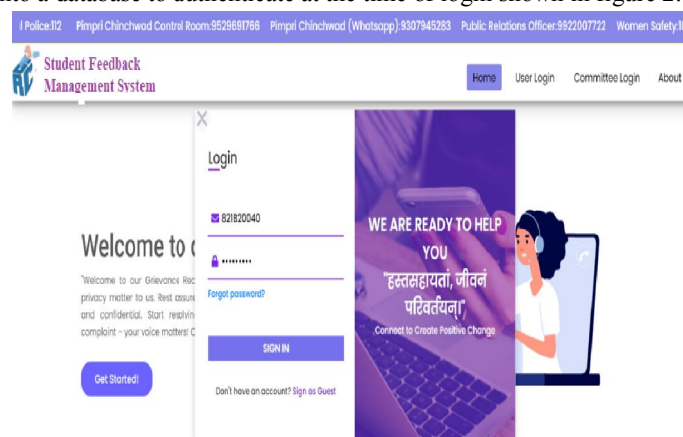 into a database to authenticate at the time of login shown in figure 2.
Police:112 Pimpri Chinchwad Control Room:9529691766 Pimpri Chinchwad (Whatsapp):9307945283 Public Relations Officer:9922007722 Women Safety:
Student Feedback
Management System
Home User Login Committee Login About
X
Login
821820040
Forgot password?
SIGN IN
Don't have an account? Sign as Guest
WE ARE READY TO HELP
YOU
"हस्तसहायतां, जीवनं
परिवर्तयन्।"
Connect to Create Positive Change
Welcome to
"Welcome to our Grievance
privacy matter to us. Rest
and confidential. Start
complaint – your voice matters!
Get Started!